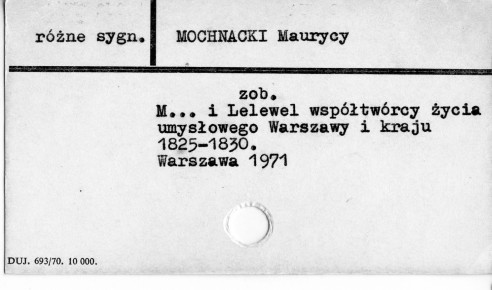 różne sygn. MOCHNACKI Maurycy
zob.
M... i Lelewel współtwórcy życia
umysłowego Warszawy i kraju
1825-1830.
Warszawa 1971
DUJ. 693/70. 10 000.